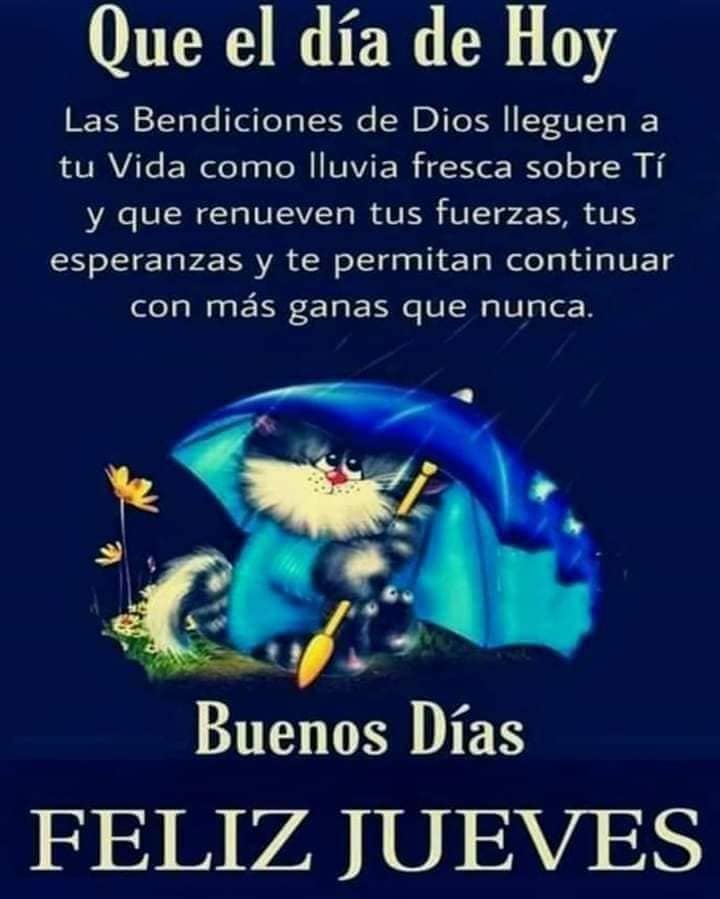 Que el día de Hoy
Las Bendiciones de Dios lleguen a
tu Vida como lluvia fresca sobre Tí
y que renueven tus fuerzas, tus
esperanzas y te permitan continuar
con más ganas que nunca.
Buenos Días
FELIZ JUEVES